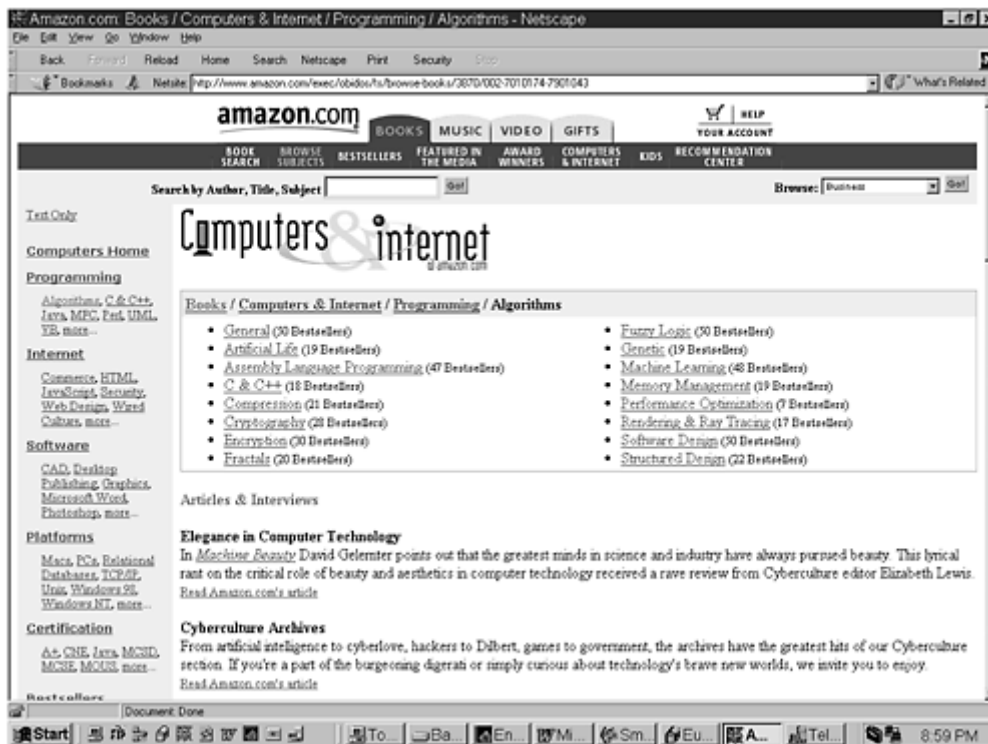 Amazon.com: Books / Computers & Internet / Programming / Algorithms - Netscape
File Edit View Go Window Help
Back Forward Reload Home Search Netscape Print Security Stop
Bookmarks Netsite: http://www.amazon.com/exec/obidos/ts/browse-books/3870/002-7010174-7901043 What's Related
amazon.com BOOKS MUSIC VIDEO GIFTS HELP
YOUR ACCOUNT
BOOK SEARCH BROWSE SUBJECTS BESTSELLERS FEATURED IN THE MEDIA AWARD WINNERS COMPUTERS & INTERNET KIDS RECOMMENDATION CENTER
Search by Author, Title, Subject Go! Browse: Business Go!
Text Only
Computers & internet
at amazon.com
Computers Home
Programming
Algorithms, C & C++,
Java, MFC, Perl, UML,
VB, more...
Internet
Commerce, HTML,
JavaScript, Security,
Web Design, Wired
Culture, more...
Software
CAD, Desktop
Publishing, Graphics,
Microsoft Word,
Photoshop, more...
Platforms
Macs, PCs, Relational
Databases, TCP/IP,
Unix, Windows 98,
Windows NT, more...
Certification
A+, CNE, Java, MCSD,
MCSE, MOUS, more...
Bestsellers
Books / Computers & Internet / Programming / Algorithms
General (50 Bestsellers)
Artificial Life (19 Bestsellers)
Assembly Language Programming (47 Bestsellers)
C & C++ (18 Bestsellers)
Compression (21 Bestsellers)
Cryptography (28 Bestsellers)
Encryption (30 Bestsellers)
Fractals (20 Bestsellers)
Fuzzy Logic (50 Bestsellers)
Genetic (19 Bestsellers)
Machine Learning (48 Bestsellers)
Memory Management (19 Bestsellers)
Performance Optimization (7 Bestsellers)
Rendering & Ray Tracing (17 Bestsellers)
Software Design (50 Bestsellers)
Structured Design (22 Bestsellers)
Articles & Interviews
Elegance in Computer Technology
In Machine Beauty David Gelernter points out that the greatest minds in science and industry have always pursued beauty. This lyrical
rant on the critical role of beauty and aesthetics in computer technology received a rave review from Cyberculture editor Elizabeth Lewis.
Read Amazon.com's article
Cyberculture Archives
From artificial intelligence to cyberlove, hackers to Dilbert, games to government, the archives have the greatest hits of our Cyberculture
section. If you're a part of the burgeoning digerati or simply curious about technology's brave new worlds, we invite you to enjoy.
Read Amazon.com's article
Document: Done
Start To... Ba... En... Mi... Sm... Eu... A... Tel... 8:59 PM